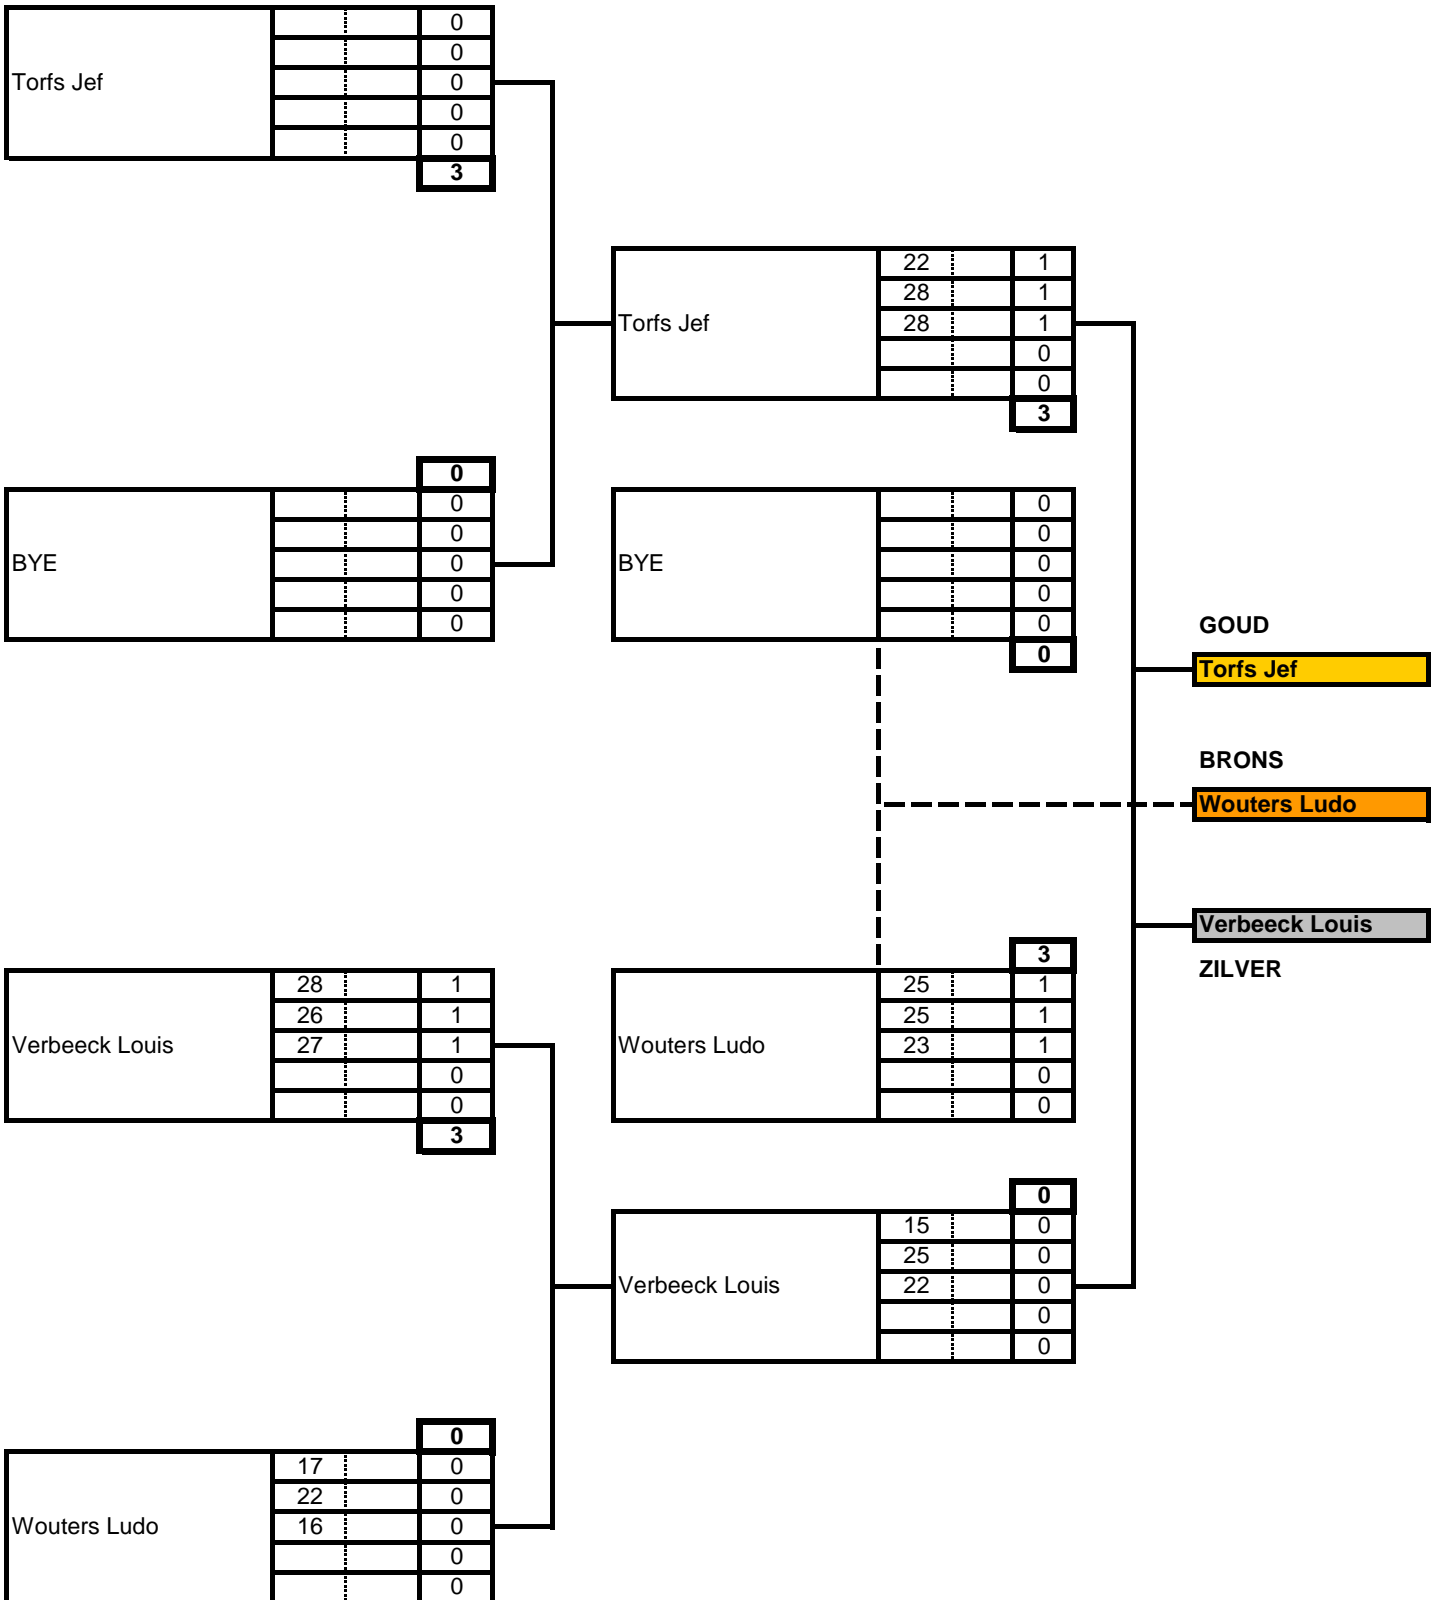 0
0
Torfs Jef 0
0
0
3
22 1
28 1
Torfs Jef 28 1
0
0
3
0
0 0
0 0
BYE 0 BYE 0
0 0
0 0 GOUD
0
Torfs Jef
BRONS
Wouters Ludo
Verbeeck Louis
3
ZILVER
28 1 25 1
26 1 25 1
Verbeeck Louis 27 1 Wouters Ludo 23 1
0 0
0 0
3
0
15 0
25 0
Verbeeck Louis 22 0
0
0
0
17 0
22 0
Wouters Ludo 16 0
0
0